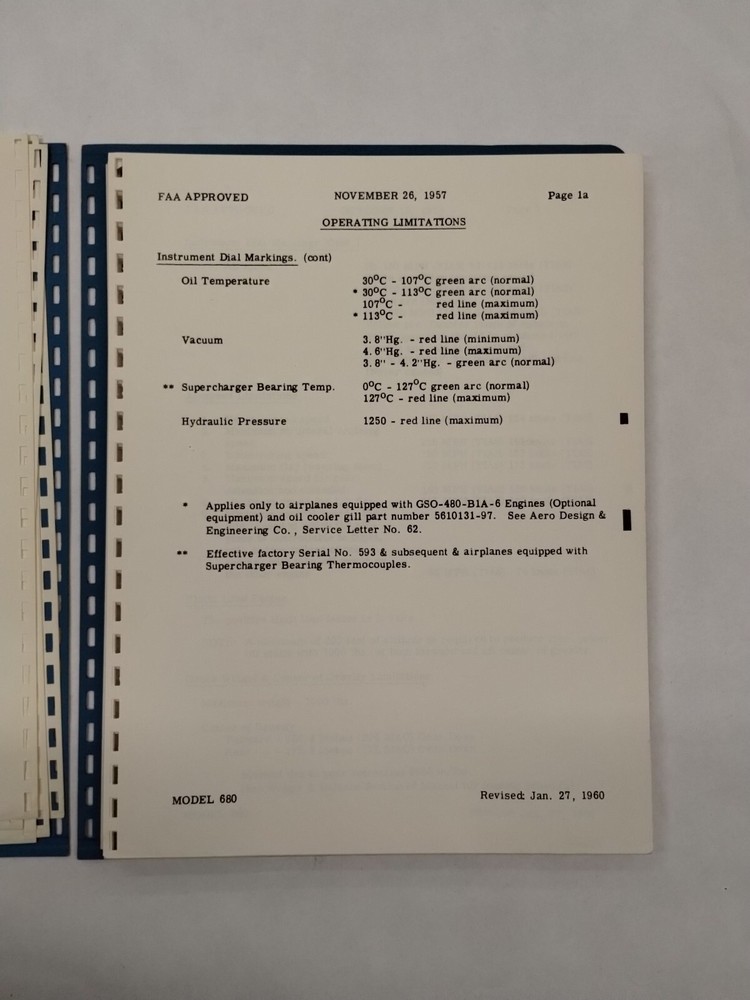 FAA APPROVED NOVEMBER 26, 1957 Page 1a
OPERATING LIMITATIONS
Instrument Dial Markings. (cont)
Oil Temperature 30°C - 107°C green arc (normal)
* 30°C - 113°C green arc (normal)
107°C - red line (maximum)
* 113°C - red line (maximum)
Vacuum 3.8"Hg. - red line (minimum)
4.6"Hg. - red line (maximum)
3.8" - 4.2"Hg. - green arc (normal)
** Supercharger Bearing Temp. 0°C - 127°C green arc (normal)
127°C - red line (maximum)
Hydraulic Pressure 1250 - red line (maximum)
* Applies only to airplanes equipped with GSO-480-B1A-6 Engines (Optional
equipment) and oil cooler gill part number 5610131-97. See Aero Design &
Engineering Co., Service Letter No. 62.
** Effective factory Serial No. 593 & subsequent & airplanes equipped with
Supercharger Bearing Thermocouples.
MODEL 680 Revised: Jan. 27, 1960